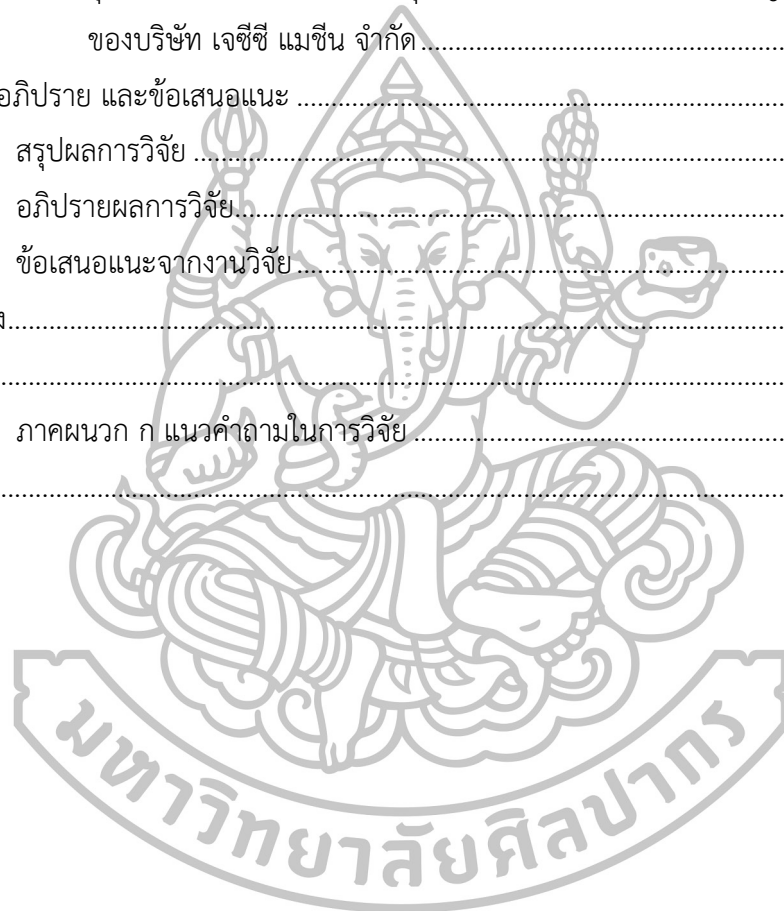 ของบริษัท เจซีซี แมชีน จำกัด
อภิปราย และข้อเสนอแนะ
สรุปผลการวิจัย
อภิปรายผลการวิจัย
ข้อเสนอแนะจากงานวิจัย
ภาคผนวก ก แนวคำถามในการวิจัย
มหาวิทยาลัยศิลปากร